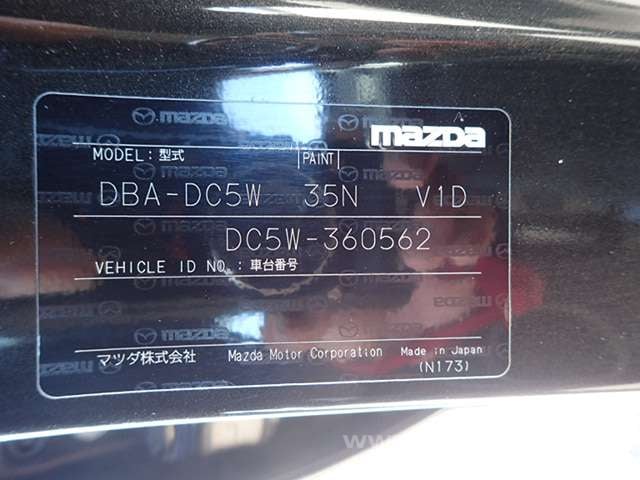 mazda
MODEL: 型式 PAINT
DBA-DC5W 35N V1D
DC5W-360562
VEHICLE ID NO.: 車台番号
マツダ株式会社 Mazda Motor Corporation Made in Japan
(N173)
www.